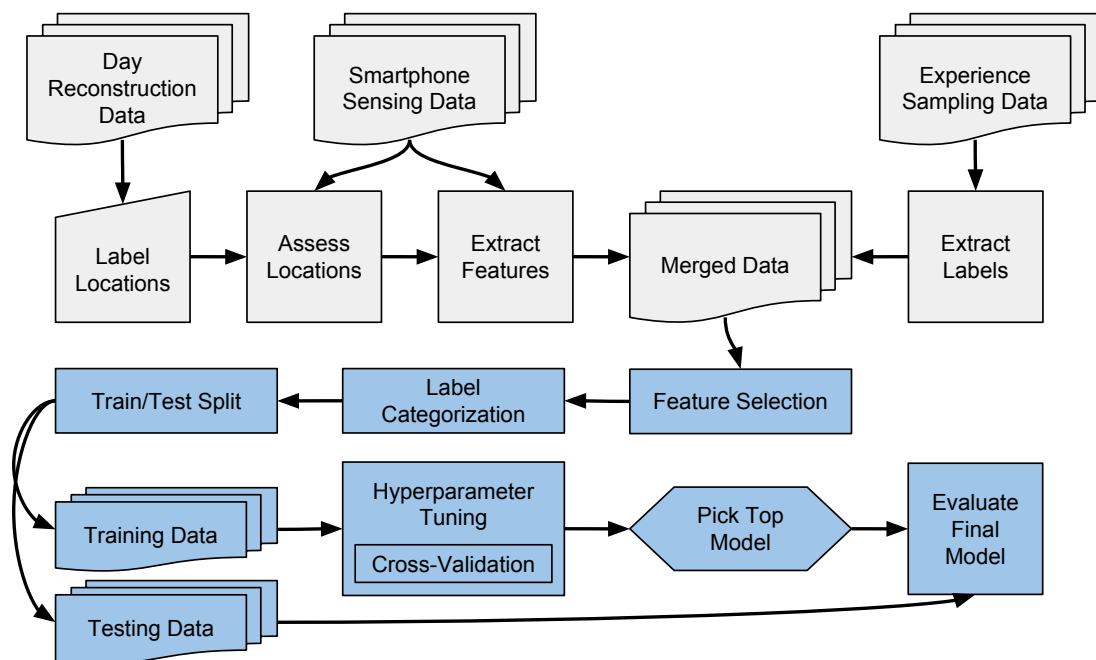 Day
Reconstruction
Data
Smartphone
Sensing Data
Experience
Sampling Data
Label
Locations
Assess
Locations
Extract
Features
Merged Data
Extract
Labels
Train/Test Split
Label
Categorization
Feature Selection
Training Data
Hyperparameter
Tuning
Cross-Validation
Pick Top
Model
Evaluate
Final
Model
Testing Data